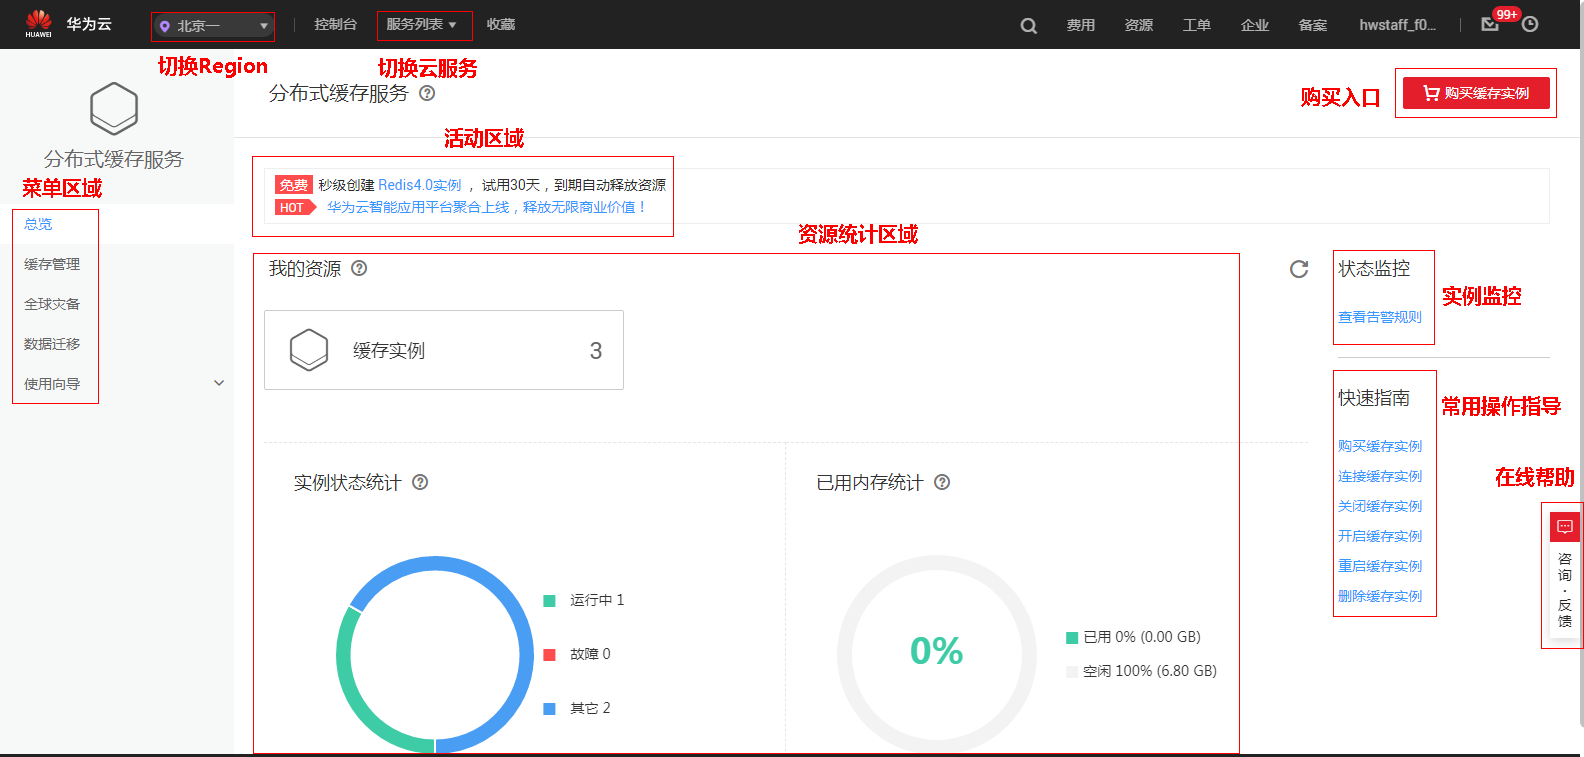 HUAWEI
华为云
北京一
控制台
服务列表
收藏
费用
资源
工单
企业
备案
hwstaff_f0...
99+
切换Region
切换云服务
分布式缓存服务
购买入口
购买缓存实例
分布式缓存服务
菜单区域
总览
缓存管理
全球灾备
数据迁移
使用向导
活动区域
免费 秒级创建 Redis4.0实例 ，试用30天，到期自动释放资源
HOT 华为云智能应用平台聚合上线，释放无限商业价值！
资源统计区域
我的资源
缓存实例 3
实例状态统计
运行中 1
故障 0
其它 2
已用内存统计
0%
已用 0% (0.00 GB)
空闲 100% (6.80 GB)
状态监控
查看告警规则
实例监控
快速指南
常用操作指导
购买缓存实例
连接缓存实例
关闭缓存实例
开启缓存实例
重启缓存实例
删除缓存实例
在线帮助
咨询·反馈